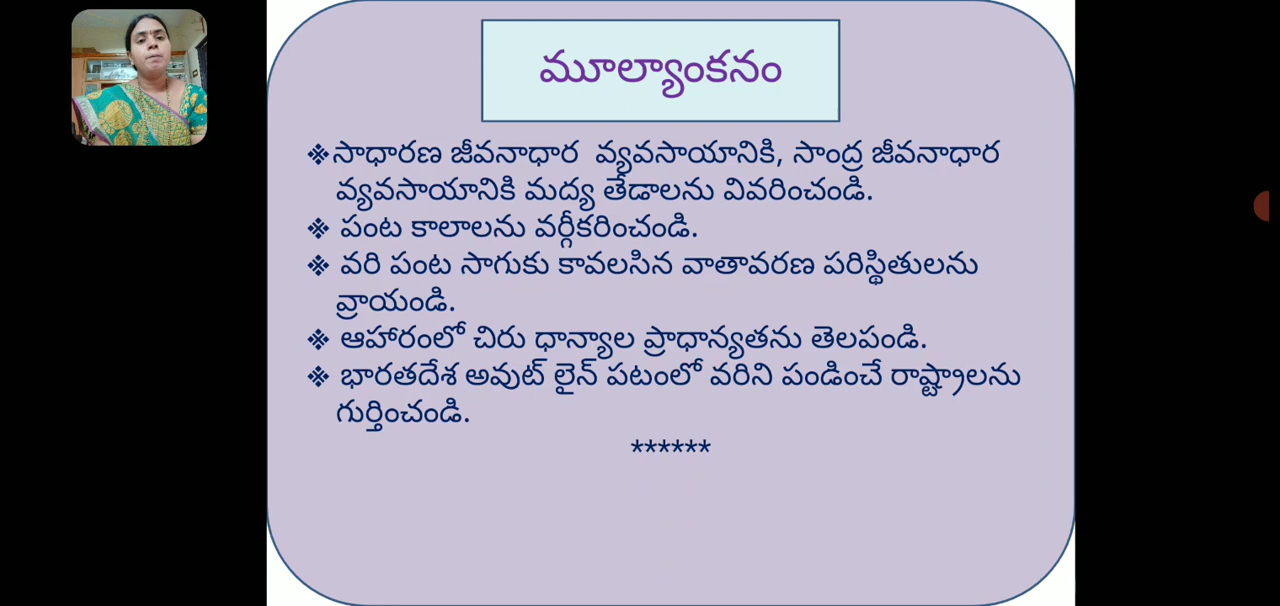 మూల్యాంకనం
❖సాధారణ జీవనాధార వ్యవసాయానికి, సాంద్ర జీవనాధార
వ్యవసాయానికి మద్య తేడాలను వివరించండి.
❖ పంట కాలాలను వర్గీకరించండి.
❖ వరి పంట సాగుకు కావలసిన వాతావరణ పరిస్థితులను
వ్రాయండి.
❖ ఆహారంలో చిరు ధాన్యాల ప్రాధాన్యతను తెలపండి.
❖ భారతదేశ అవుట్ లైన్ పటంలో వరిని పండించే రాష్ట్రాలను
గుర్తించండి.
******